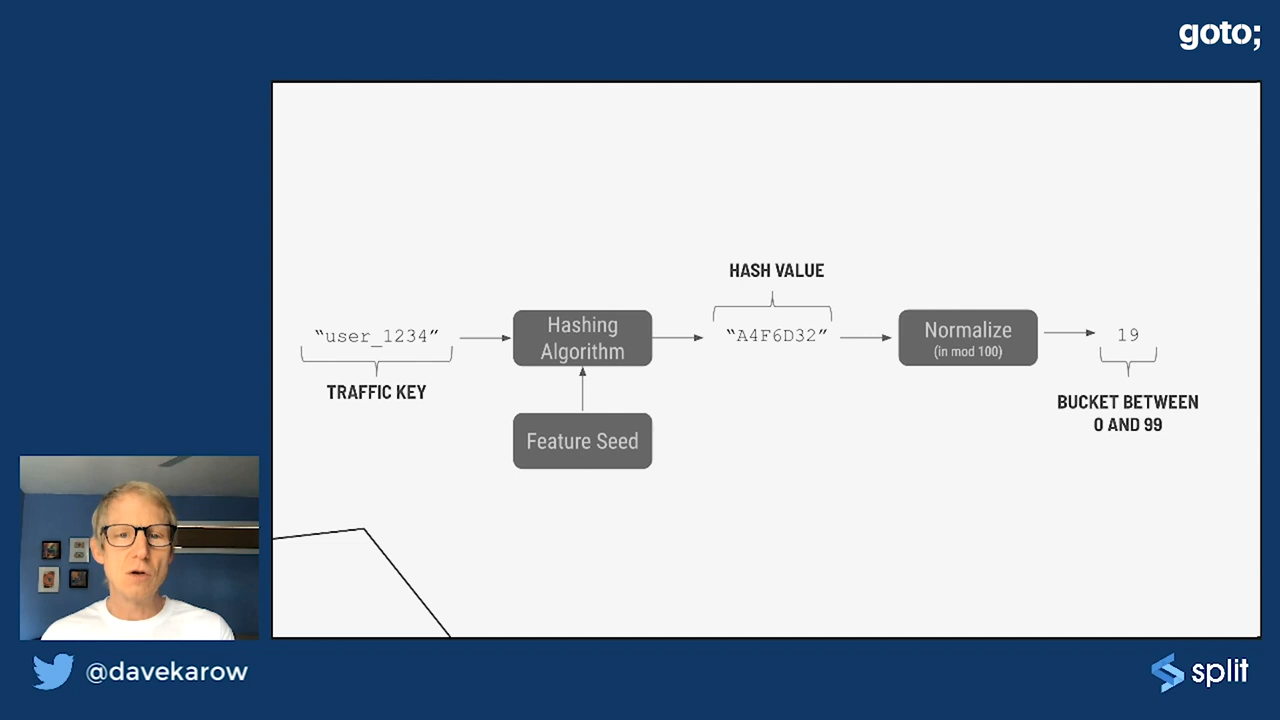 goto;
HASH VALUE
"user_1234"
Hashing
Algorithm
"A4F6D32"
Normalize
(in mod 100)
19
TRAFFIC KEY
BUCKET BETWEEN
0 AND 99
Feature Seed
@davekarow
split